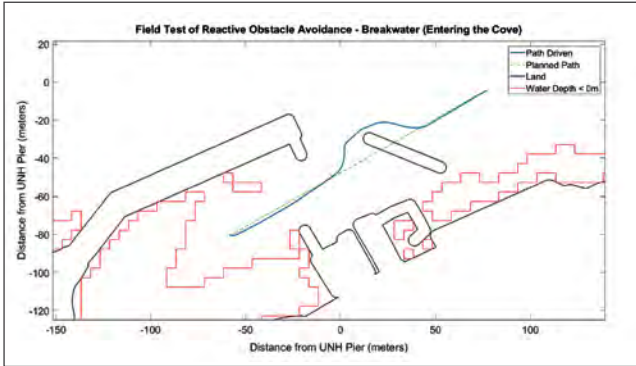 Field Test of Reactive Obstacle Avoidance - Breakwater (Entering the Cove)
Path Driven
Planned Path
Land
Water Depth < 0m
20
0
-20
-40
-60
-80
-100
-120
Distance from UNH Pier (meters)
-150 -100 -50 0 50 100
Distance from UNH Pier (meters)